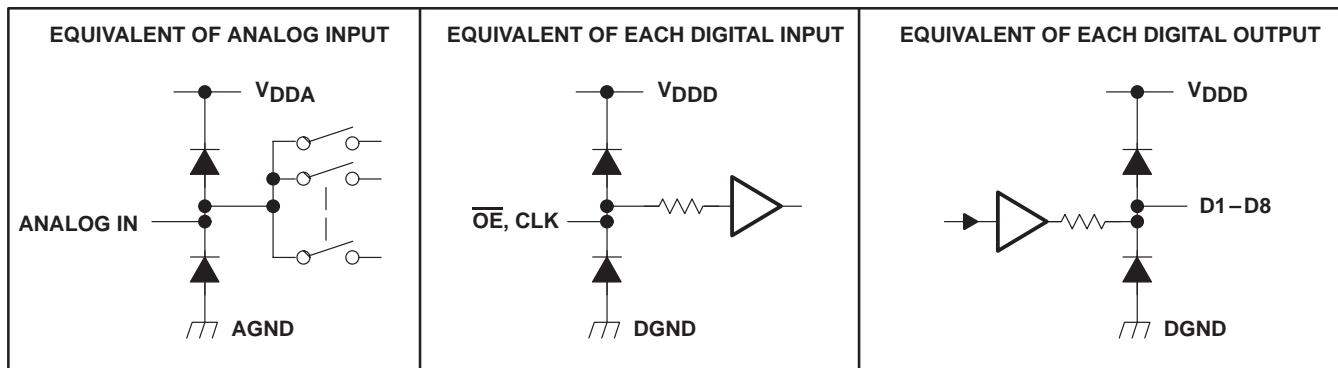 EQUIVALENT OF ANALOG INPUT
VDDA
ANALOG IN
AGND
EQUIVALENT OF EACH DIGITAL INPUT
VDDD
OE, CLK
DGND
EQUIVALENT OF EACH DIGITAL OUTPUT
VDDD
D1–D8
DGND